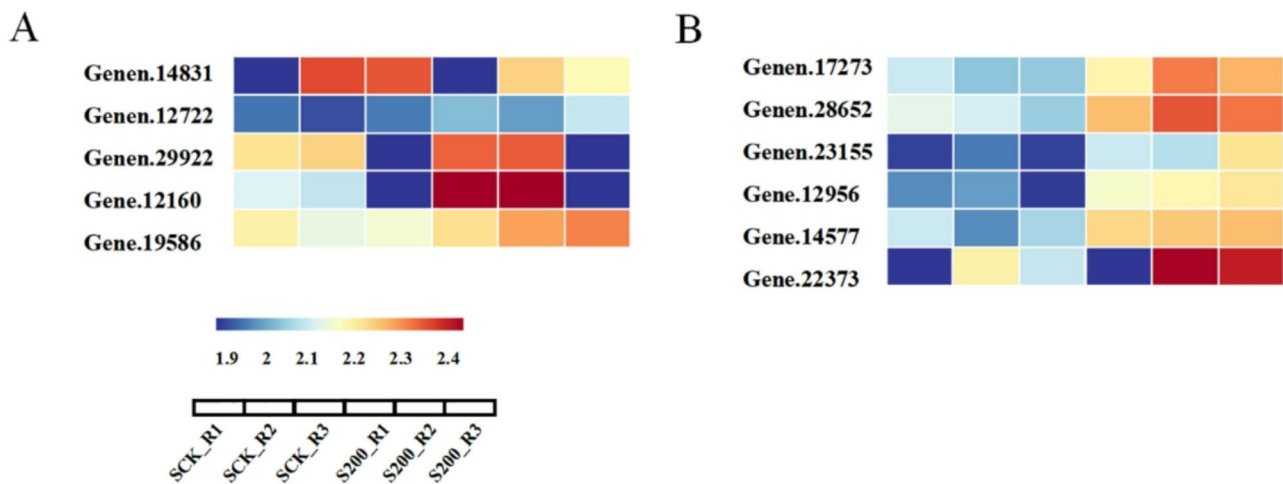 A
Genen.14831
Genen.12722
Genen.29922
Gene.12160
Gene.19586
1.9 2 2.1 2.2 2.3 2.4
SCK_R1 SCK_R2 SCK_R3 S200_R1 S200_R2 S200_R3
B
Genen.17273
Genen.28652
Genen.23155
Gene.12956
Gene.14577
Gene.22373